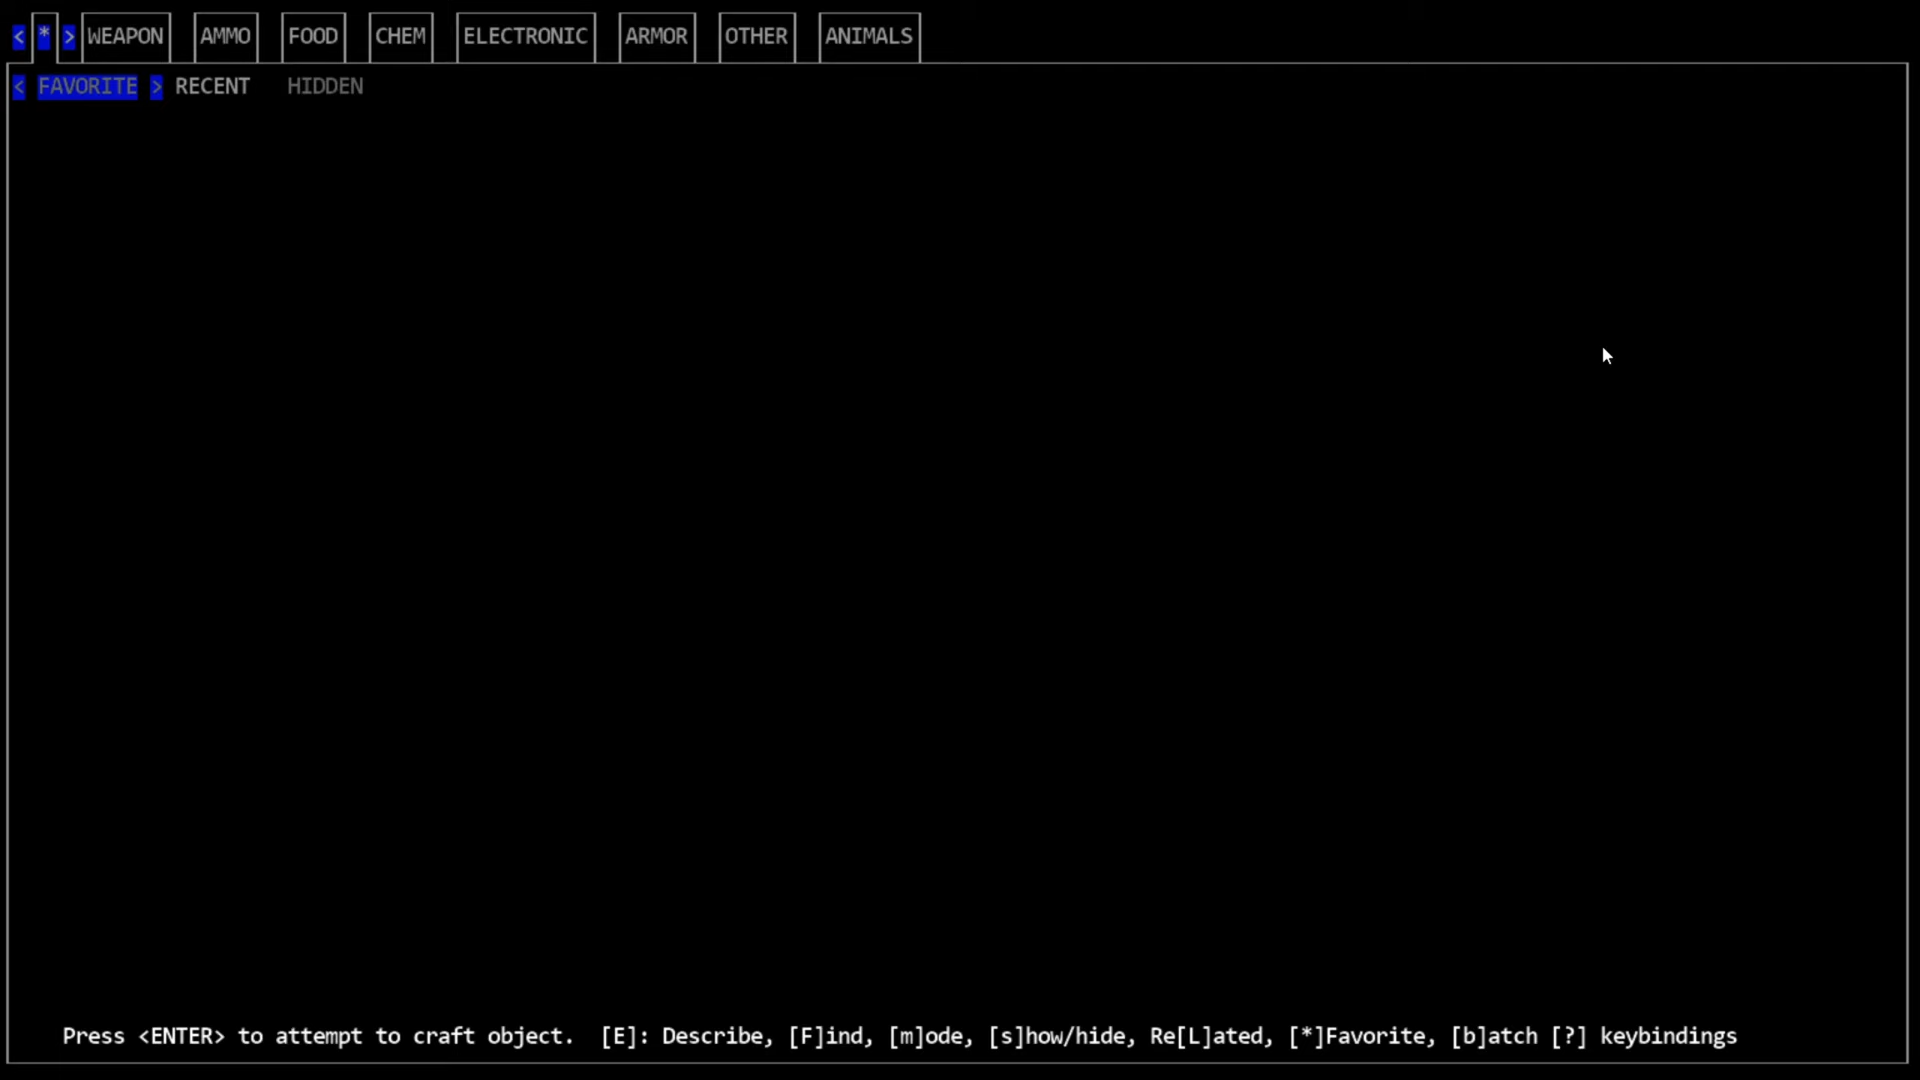 < * > WEAPON AMMO FOOD CHEM ELECTRONIC ARMOR OTHER ANIMALS
< FAVORITE > RECENT HIDDEN
Press <ENTER> to attempt to craft object. [E]: Describe, [F]ind, [m]ode, [s]how/hide, Re[L]ated, [*]Favorite, [b]atch [?] keybindings